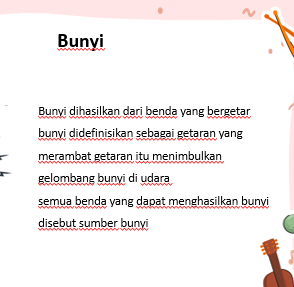 Bunyi
Bunyi dihasilkan dari benda yang bergetar
bunyi didefinisikan sebagai getaran yang
merambat getaran itu menimbulkan
gelombang bunyi di udara
semua benda yang dapat menghasilkan bunyi
disebut sumber bunyi